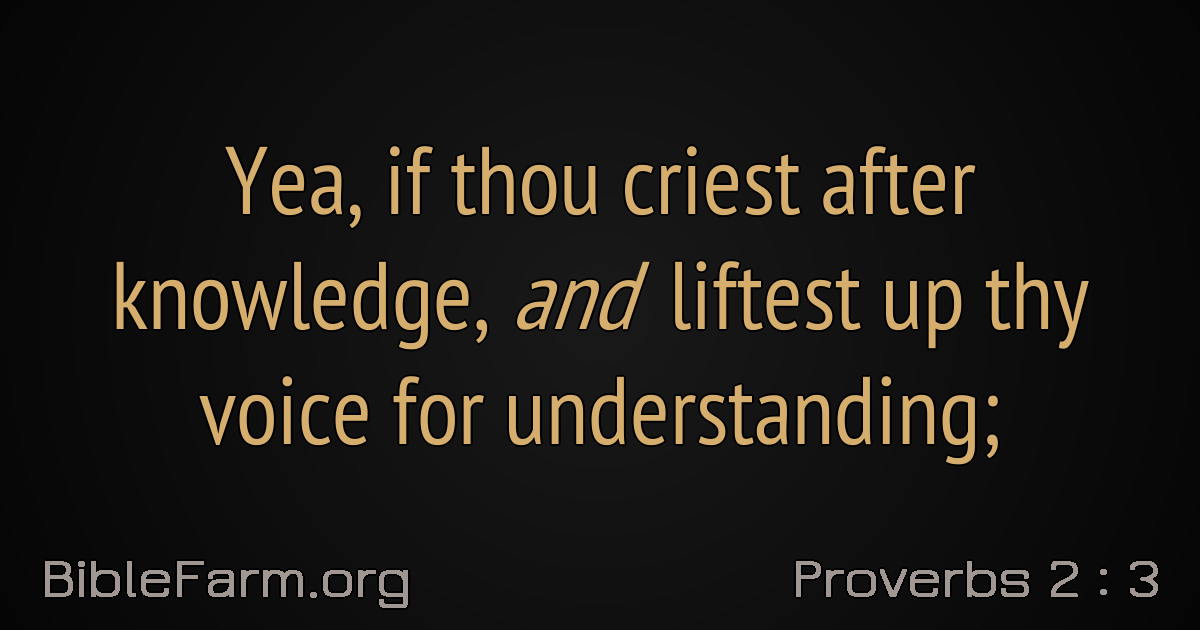 Yea, if thou criest after
knowledge, and liftest up thy
voice for understanding;
BibleFarm.org
Proverbs 2 : 3